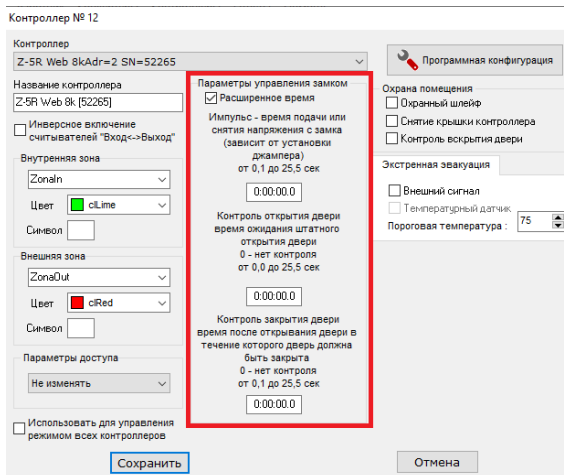 Контроллер № 12
Контроллер
Z-5R Web 8kAdr=2 SN=52265
Программная конфигурация
Название контроллера
Z-5R Web 8k [52265]
Инверсное включение
считывателей "Вход<->Выход"
Внутренняя зона
ZonaIn
Цвет clLime
Символ
Внешняя зона
ZonaOut
Цвет clRed
Символ
Параметры доступа
Не изменять
Использовать для управления
режимом всех контроллеров
Параметры управления замком
Расширенное время
Импульс - время подачи или
снятия напряжения с замка
(зависит от установки
джампера)
от 0,1 до 25,5 сек
0:00:00.0
Контроль открытия двери
время ожидания штатного
открытия двери
0 - нет контроля
от 0,0 до 25,5 сек
0:00:00.0
Контроль закрытия двери
время после открывания двери в
течение которого дверь должна
быть закрыта
0 - нет контроля
от 0,1 до 25,5 сек
0:00:00.0
Охрана помещения
Охранный шлейф
Снятие крышки контроллера
Контроль вскрытия двери
Экстренная эвакуация
Внешний сигнал
Температурный датчик
Пороговая температура : 75
Сохранить
Отмена